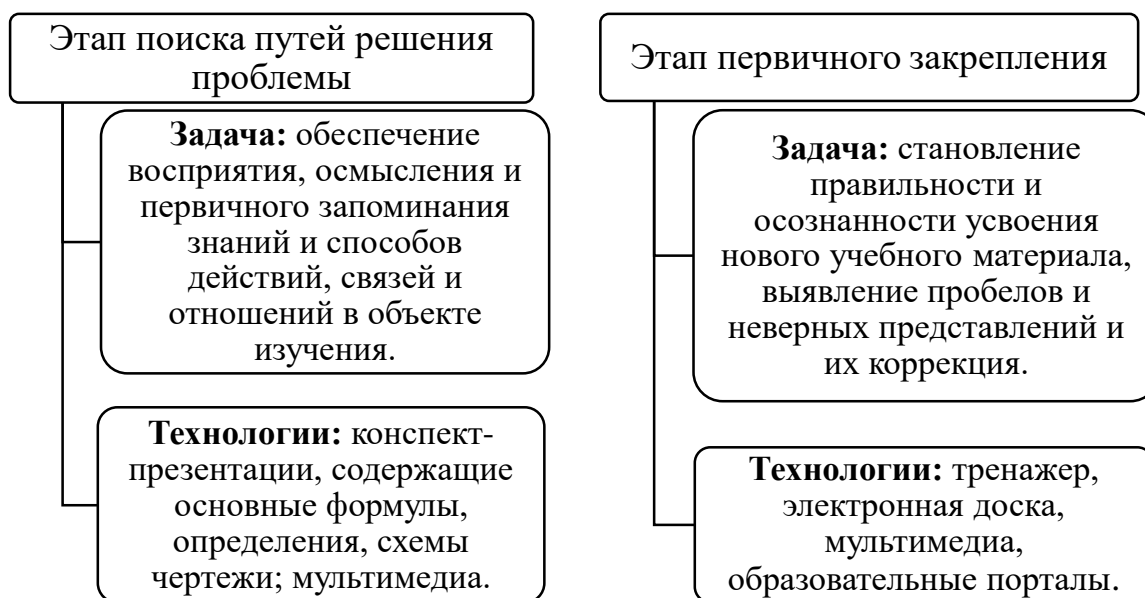 Этап поиска путей решения
проблемы
Задача: обеспечение
восприятия, осмысления и
первичного запоминания
знаний и способов
действий, связей и
отношений в объекте
изучения.
Технологии: конспект-
презентации, содержащие
основные формулы,
определения, схемы
чертежи; мультимедиа.
Этап первичного закрепления
Задача: становление
правильности и
осознанности усвоения
нового учебного материала,
выявление пробелов и
неверных представлений и
их коррекция.
Технологии: тренажер,
электронная доска,
мультимедиа,
образовательные порталы.